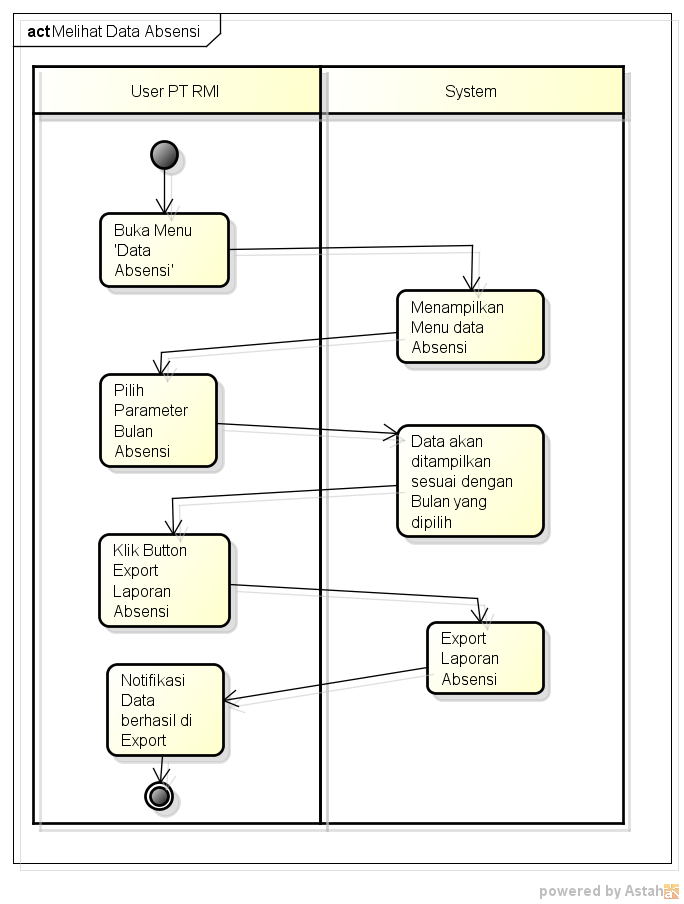 act Melihat Data Absensi
User PT RMI
System
Buka Menu
'Data
Absensi'
Menampilkan
Menu data
Absensi
Pilih
Parameter
Bulan
Absensi
Data akan
ditampilkan
sesuai dengan
Bulan yang
dipilih
Klik Button
Export
Laporan
Absensi
Export
Laporan
Absensi
Notifikasi
Data
berhasil di
Export
powered by Astah